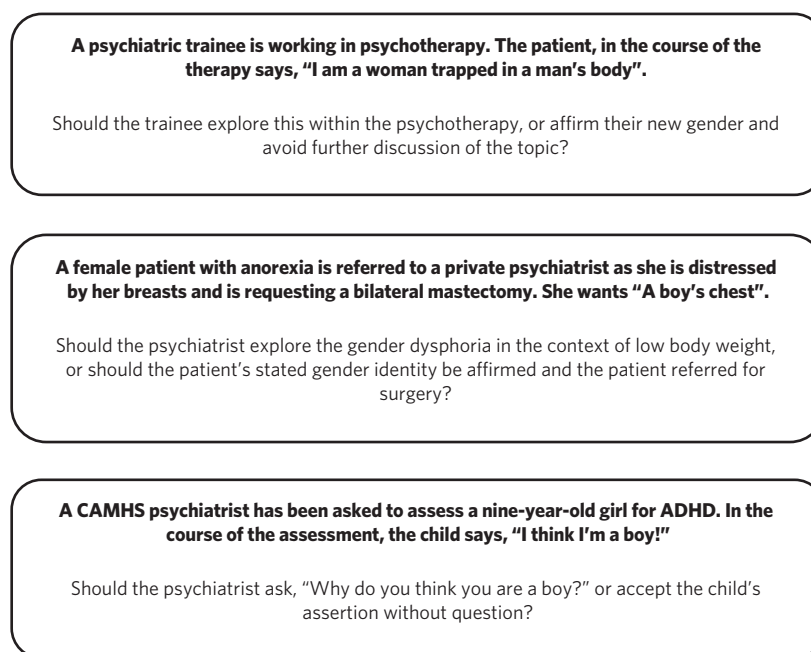 A psychiatric trainee is working in psychotherapy. The patient, in the course of the
therapy says, “I am a woman trapped in a man’s body”.
Should the trainee explore this within the psychotherapy, or affirm their new gender and
avoid further discussion of the topic?
A female patient with anorexia is referred to a private psychiatrist as she is distressed
by her breasts and is requesting a bilateral mastectomy. She wants “A boy’s chest”.
Should the psychiatrist explore the gender dysphoria in the context of low body weight,
or should the patient’s stated gender identity be affirmed and the patient referred for
surgery?
A CAMHS psychiatrist has been asked to assess a nine-year-old girl for ADHD. In the
course of the assessment, the child says, “I think I’m a boy!”
Should the psychiatrist ask, “Why do you think you are a boy?” or accept the child’s
assertion without question?